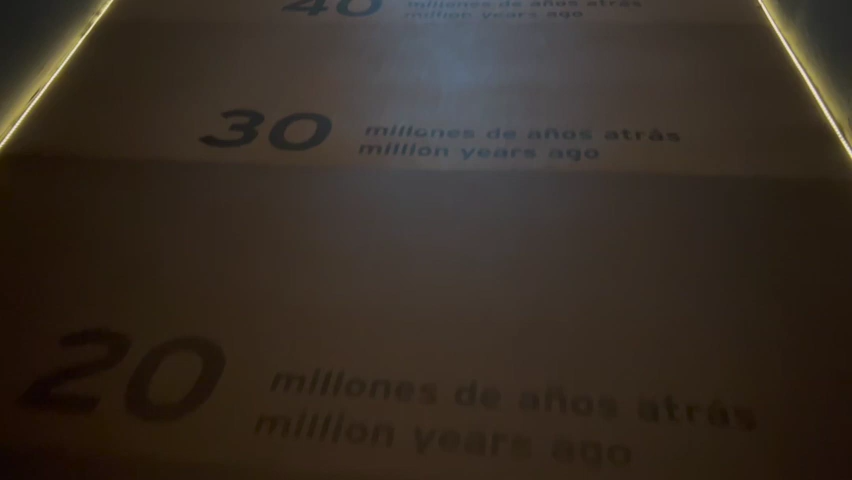 40 millones de años atrás
million years ago
30 millones de años atrás
million years ago
20 millones de años atrás
million years ago